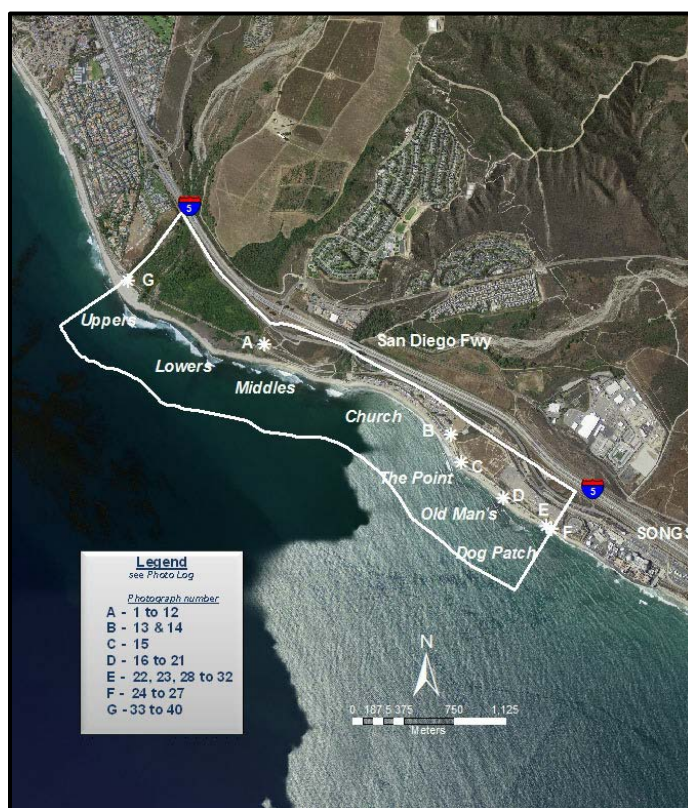 5
G
Uppers
A
San Diego Fwy
Lowers
Middles
Church
B
The Point
C
5
Old Man's
D
E
F
SONGS
Dog Patch
Legend
see Photo Log
Photograph number
A - 1 to 12
B - 13 & 14
C - 15
D - 16 to 21
E - 22, 23, 28 to 32
F - 24 to 27
G - 33 to 40
N
0 187.5 375 750 1,125
Meters